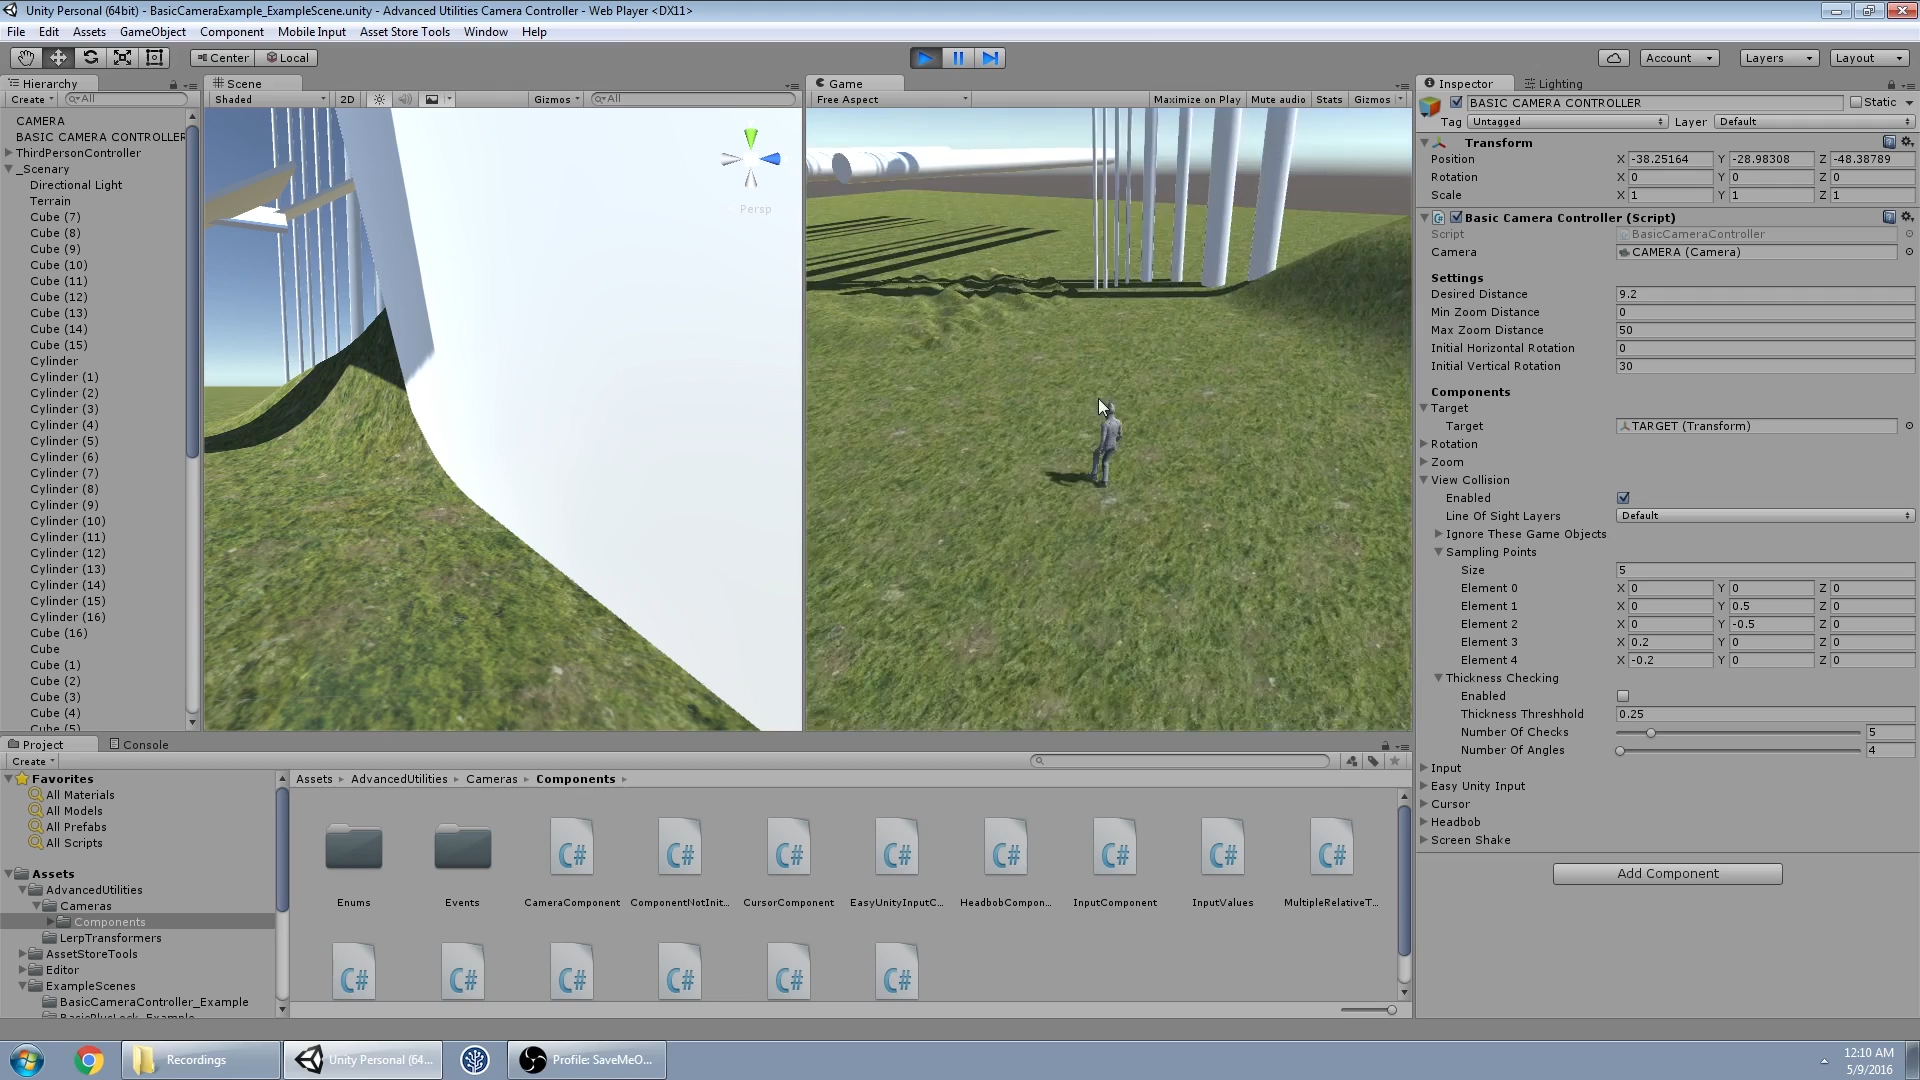 Unity Personal (64bit) - BasicCameraExample_ExampleScene.unity - Advanced Utilities Camera Controller - Web Player <DX11>
File Edit Assets GameObject Component Mobile Input Asset Store Tools Window Help
Center Local Account Layers Layout
Hierarchy
Create All
CAMERA
BASIC CAMERA CONTROLLER
ThirdPersonController
_Scenary
Directional Light
Terrain
Cube (7)
Cube (8)
Cube (9)
Cube (10)
Cube (11)
Cube (12)
Cube (13)
Cube (14)
Cube (15)
Cylinder
Cylinder (1)
Cylinder (2)
Cylinder (3)
Cylinder (4)
Cylinder (5)
Cylinder (6)
Cylinder (7)
Cylinder (8)
Cylinder (9)
Cylinder (10)
Cylinder (11)
Cylinder (12)
Cylinder (13)
Cylinder (14)
Cylinder (15)
Cylinder (16)
Cube (16)
Cube
Cube (1)
Cube (2)
Cube (3)
Cube (4)
Cube (5)
Scene
Shaded 2D Gizmos All
Persp
Game
Free Aspect Maximize on Play Mute audio Stats Gizmos
Inspector Lighting
BASIC CAMERA CONTROLLER Static
Tag Untagged Layer Default
Transform
Position X -38.25164 Y -28.98308 Z -48.38789
Rotation X 0 Y 0 Z 0
Scale X 1 Y 1 Z 1
Basic Camera Controller (Script)
Script BasicCameraController
Camera CAMERA (Camera)
Settings
Desired Distance 9.2
Min Zoom Distance 0
Max Zoom Distance 50
Initial Horizontal Rotation 0
Initial Vertical Rotation 30
Components
Target
Target TARGET (Transform)
Rotation
Zoom
View Collision
Enabled
Line Of Sight Layers Default
Ignore These Game Objects
Sampling Points
Size 5
Element 0 X 0 Y 0 Z 0
Element 1 X 0 Y 0.5 Z 0
Element 2 X 0 Y -0.5 Z 0
Element 3 X 0.2 Y 0 Z 0
Element 4 X -0.2 Y 0 Z 0
Thickness Checking
Enabled
Thickness Threshhold 0.25
Number Of Checks 5
Number Of Angles 4
Input
Easy Unity Input
Cursor
Headbob
Screen Shake
Add Component
Project Console
Create
Favorites
All Materials
All Models
All Prefabs
All Scripts
Assets
AdvancedUtilities
Cameras
Components
LerpTransformers
AssetStoreTools
Editor
ExampleScenes
BasicCameraController_Example
BasicPlusLock_Example
Assets AdvancedUtilities Cameras Components
C# C# C# C# C# C# C# C#
Enums Events CameraComponent ComponentNotInit... CursorComponent EasyUnityInputC... HeadbobCompon... InputComponent InputValues MultipleRelativeT...
C# C# C# C# C# C#
Recordings Unity Personal (64... Profile: SaveMeO...
12:10 AM
5/9/2016